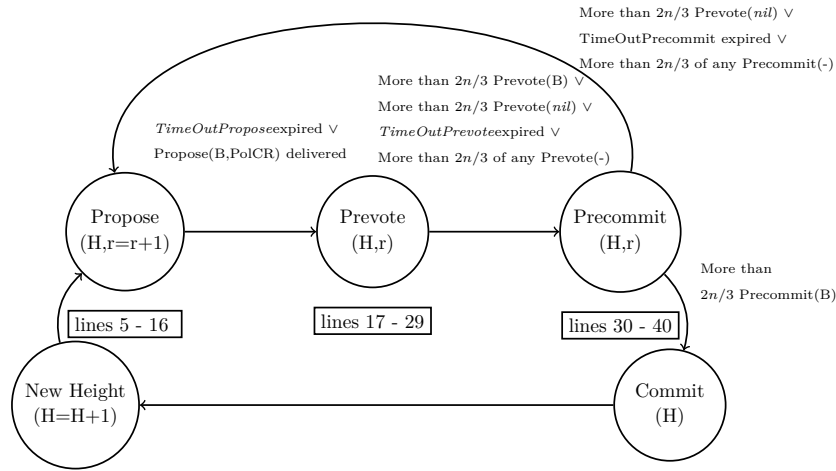 More than 2n/3 Prevote(nil) ∨
TimeOutPrecommit expired ∨
More than 2n/3 of any Precommit(-)
More than 2n/3 Prevote(B) ∨
More than 2n/3 Prevote(nil) ∨
TimeOutPrevoteexpired ∨
More than 2n/3 of any Prevote(-)
TimeOutProposeexpired ∨
Propose(B,PolCR) delivered
Propose
(H,r=r+1)
Prevote
(H,r)
Precommit
(H,r)
More than
2n/3 Precommit(B)
lines 5 - 16
lines 17 - 29
lines 30 - 40
New Height
(H=H+1)
Commit
(H)